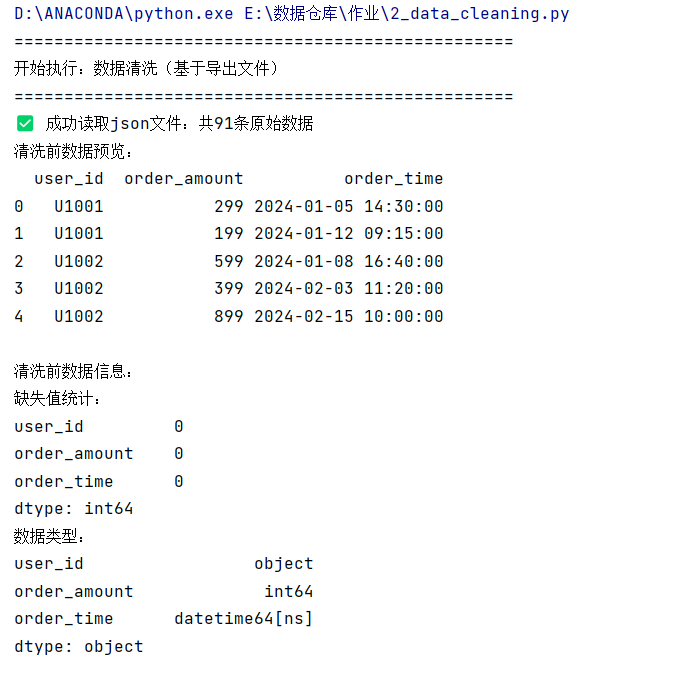 D:\ANACONDA\python.exe E:\数据仓库\作业\2_data_cleaning.py
==================================================
开始执行：数据清洗（基于导出文件）
==================================================
✅ 成功读取json文件：共91条原始数据
清洗前数据预览：
  user_id  order_amount          order_time
0   U1001           299 2024-01-05 14:30:00
1   U1001           199 2024-01-12 09:15:00
2   U1002           599 2024-01-08 16:40:00
3   U1002           399 2024-02-03 11:20:00
4   U1002           899 2024-02-15 10:00:00
清洗前数据信息：
缺失值统计：
user_id         0
order_amount    0
order_time      0
dtype: int64
数据类型：
user_id                 object
order_amount             int64
order_time      datetime64[ns]
dtype: object